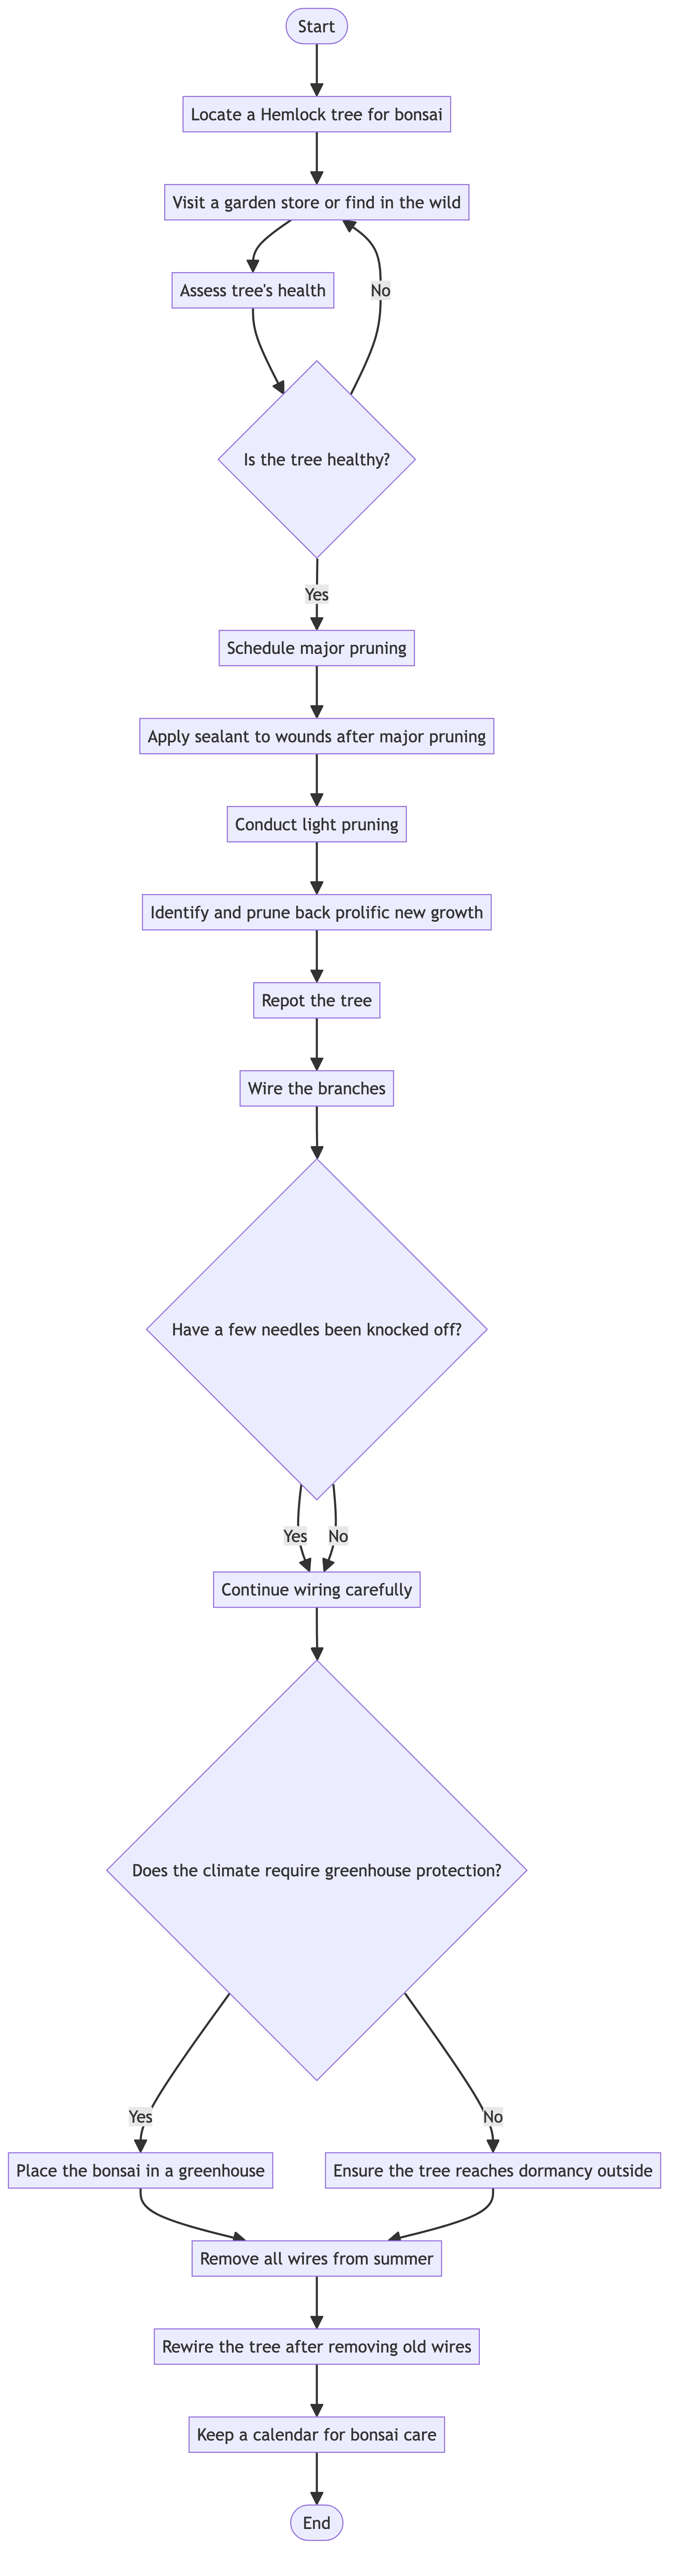 Start
Locate a Hemlock tree for bonsai
Visit a garden store or find in the wild
Assess tree's health
No
Is the tree healthy?
Yes
Schedule major pruning
Apply sealant to wounds after major pruning
Conduct light pruning
Identify and prune back prolific new growth
Repot the tree
Wire the branches
Have a few needles been knocked off?
Yes
No
Continue wiring carefully
Does the climate require greenhouse protection?
Yes
No
Place the bonsai in a greenhouse
Ensure the tree reaches dormancy outside
Remove all wires from summer
Rewire the tree after removing old wires
Keep a calendar for bonsai care
End